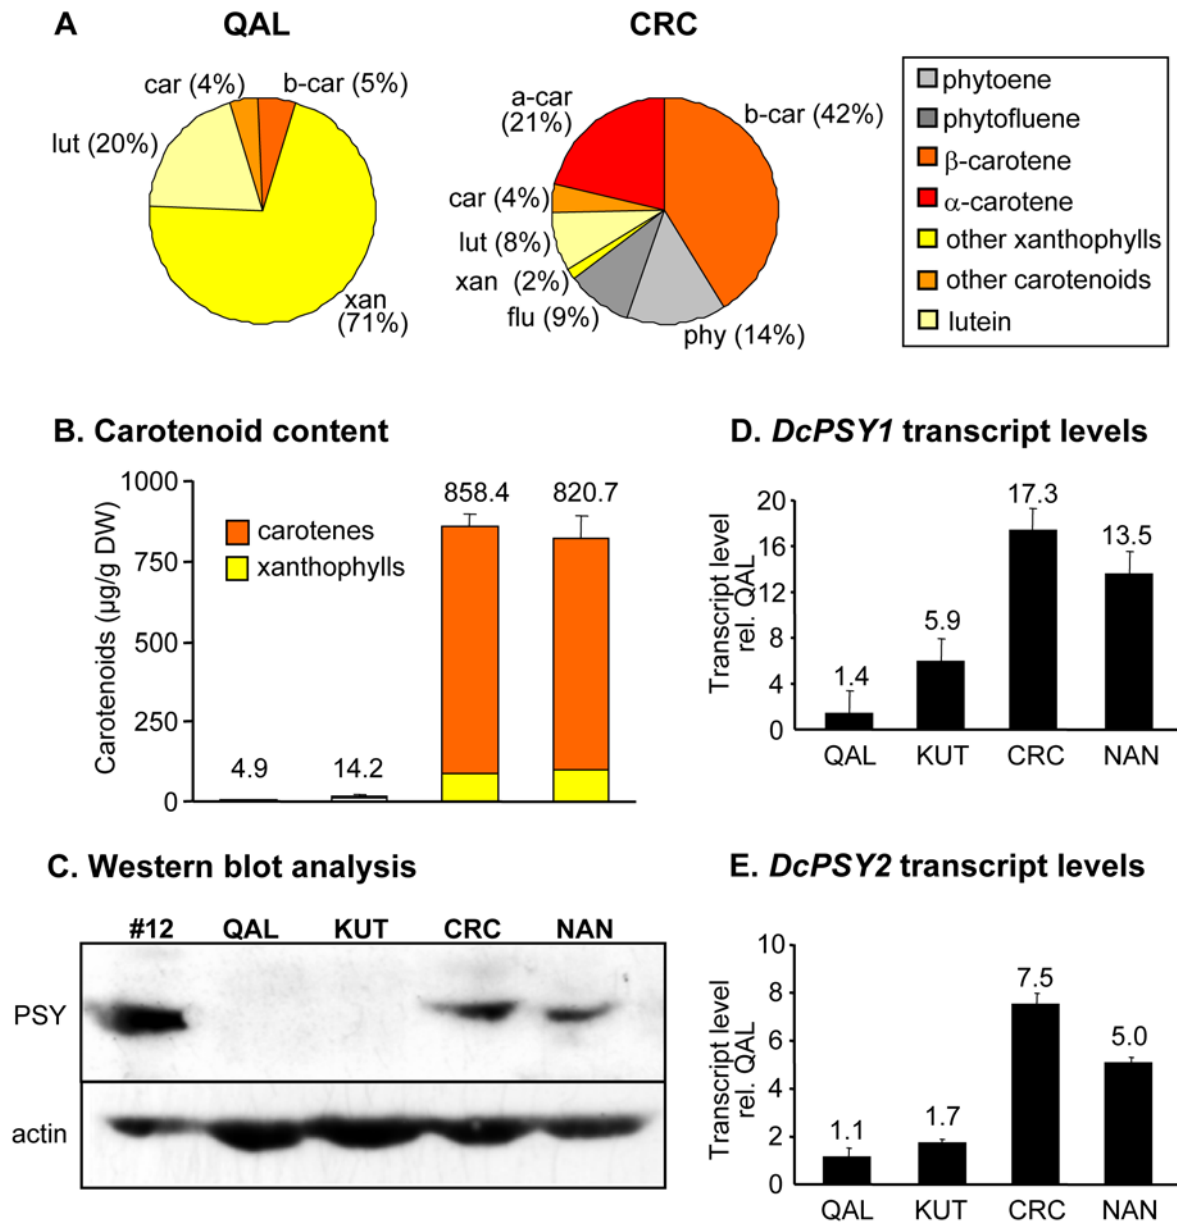 A
QAL
CRC
car (4%)
b-car (5%)
lut (20%)
xan
(71%)
a-car
(21%)
b-car (42%)
car (4%)
lut (8%)
xan (2%)
flu (9%)
phy (14%)
phytoene
phytofluene
β-carotene
α-carotene
other xanthophylls
other carotenoids
lutein
B. Carotenoid content
Carotenoids (µg/g DW)
1000
750
500
250
0
carotenes
xanthophylls
4.9
14.2
858.4
820.7
C. Western blot analysis
#12 QAL KUT CRC NAN
PSY
actin
D. DcPSY1 transcript levels
Transcript level
rel. QAL
20
16
12
8
4
0
1.4
5.9
17.3
13.5
QAL KUT CRC NAN
E. DcPSY2 transcript levels
Transcript level
rel. QAL
10
8
6
4
2
0
1.1
1.7
7.5
5.0
QAL KUT CRC NAN